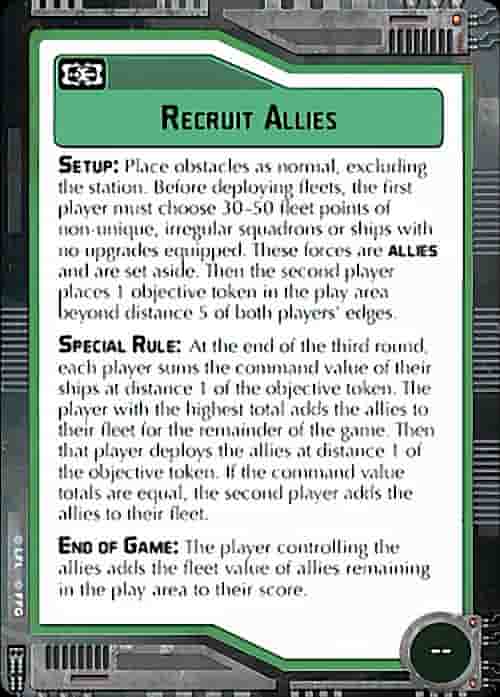 Recruit Allies
Setup: Place obstacles as normal, excluding
the station. Before deploying fleets, the first
player must choose 30-50 fleet points of
non-unique, irregular squadrons or ships with
no upgrades equipped. These forces are ALLIES
and are set aside. Then the second player
places 1 objective token in the play area
beyond distance 5 of both players' edges.
Special Rule: At the end of the third round,
each player sums the command value of their
ships at distance 1 of the objective token. The
player with the highest total adds the allies to
their fleet for the remainder of the game. Then
that player deploys the allies at distance 1 of
the objective token. If the command value
totals are equal, the second player adds the
allies to their fleet.
End of Game: The player controlling the
allies adds the fleet value of allies remaining
in the play area to their score.
© LFL © FFG
--